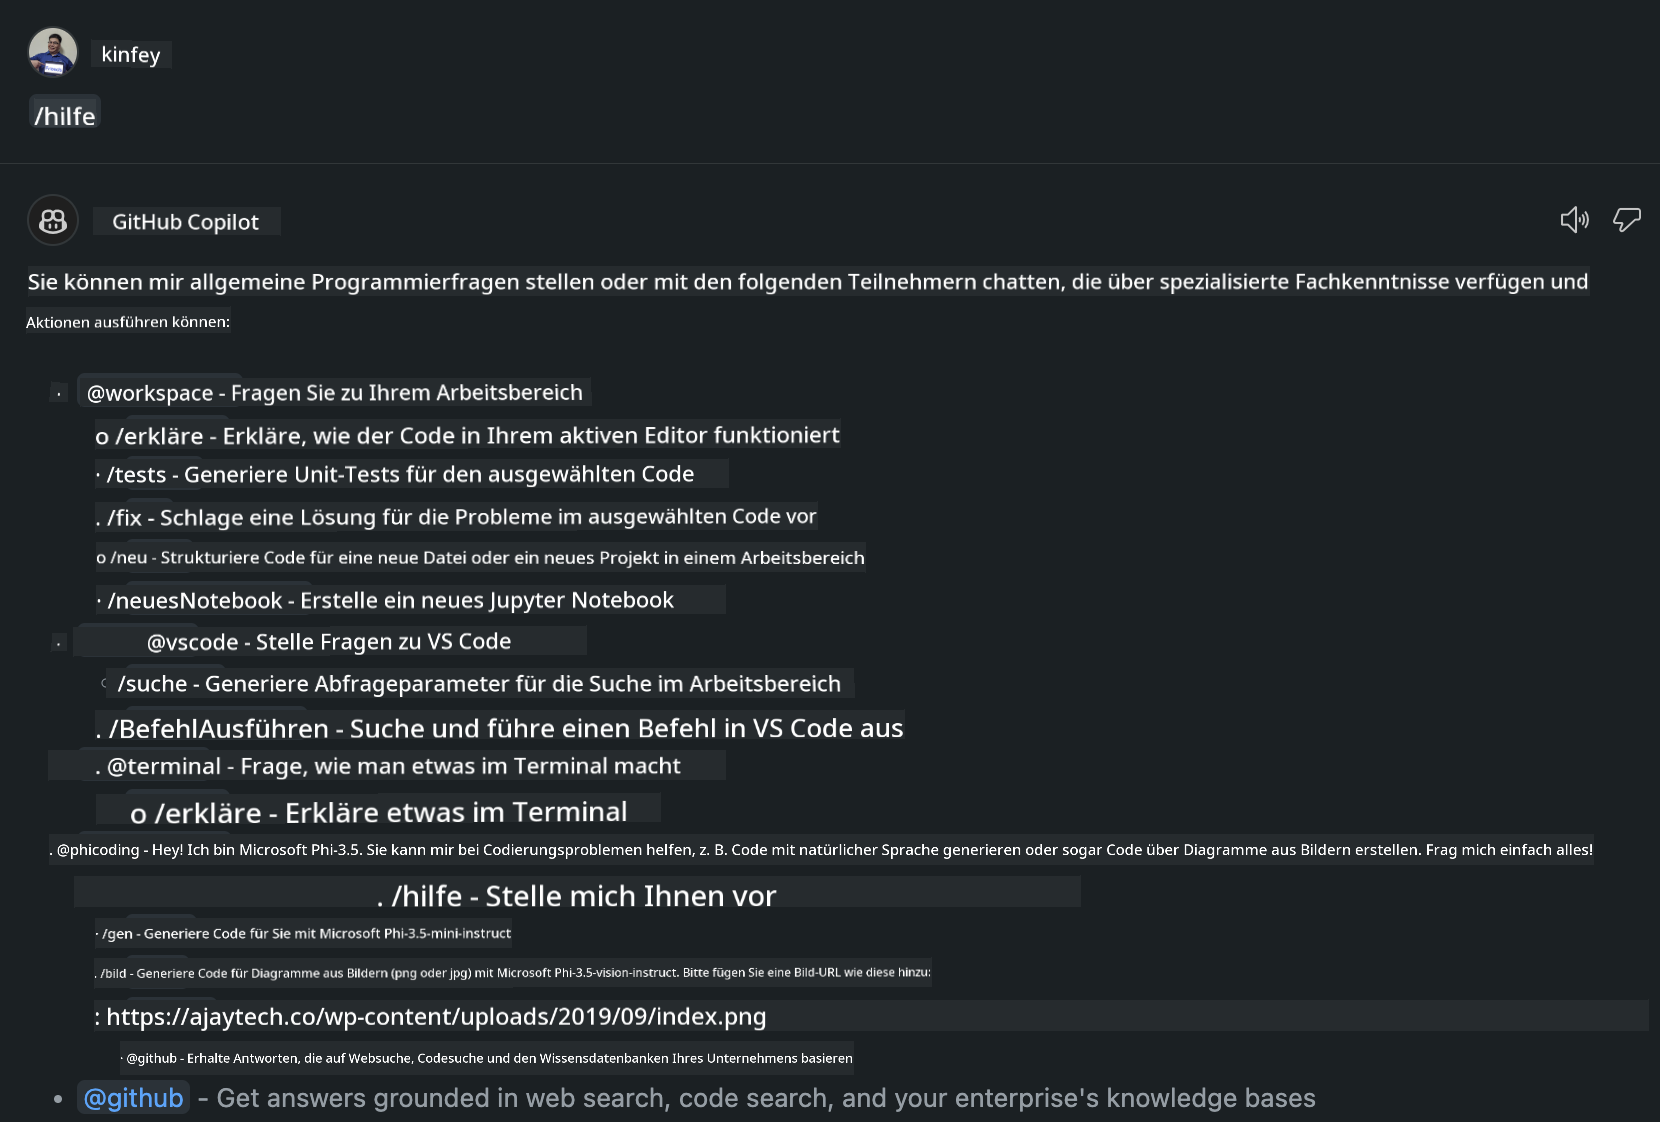 kinfey
/hilfe
GitHub Copilot
Sie können mir allgemeine Programmierfragen stellen oder mit den folgenden Teilnehmern chatten, die über spezialisierte Fachkenntnisse verfügen und
Aktionen ausführen können:
· @workspace - Fragen Sie zu Ihrem Arbeitsbereich
o /erkläre - Erkläre, wie der Code in Ihrem aktiven Editor funktioniert
· /tests - Generiere Unit-Tests für den ausgewählten Code
. /fix - Schlage eine Lösung für die Probleme im ausgewählten Code vor
o /neu - Strukturiere Code für eine neue Datei oder ein neues Projekt in einem Arbeitsbereich
· /neuesNotebook - Erstelle ein neues Jupyter Notebook
· @vscode - Stelle Fragen zu VS Code
/suche - Generiere Abfrageparameter für die Suche im Arbeitsbereich
. /BefehlAusführen - Suche und führe einen Befehl in VS Code aus
. @terminal - Frage, wie man etwas im Terminal macht
o /erkläre - Erkläre etwas im Terminal
. @phicoding - Hey! Ich bin Microsoft Phi-3.5. Sie kann mir bei Codierungsproblemen helfen, z. B. Code mit natürlicher Sprache generieren oder sogar Code über Diagramme aus Bildern erstellen. Frag mich einfach alles!
. /hilfe - Stelle mich Ihnen vor
· /gen - Generiere Code für Sie mit Microsoft Phi-3.5-mini-instruct
. /bild - Generiere Code für Diagramme aus Bildern (png oder jpg) mit Microsoft Phi-3.5-vision-instruct. Bitte fügen Sie eine Bild-URL wie diese hinzu:
: https://ajaytech.co/wp-content/uploads/2019/09/index.png
· @github - Erhalte Antworten, die auf Websuche, Codesuche und den Wissensdatenbanken Ihres Unternehmens basieren
• @github - Get answers grounded in web search, code search, and your enterprise's knowledge bases